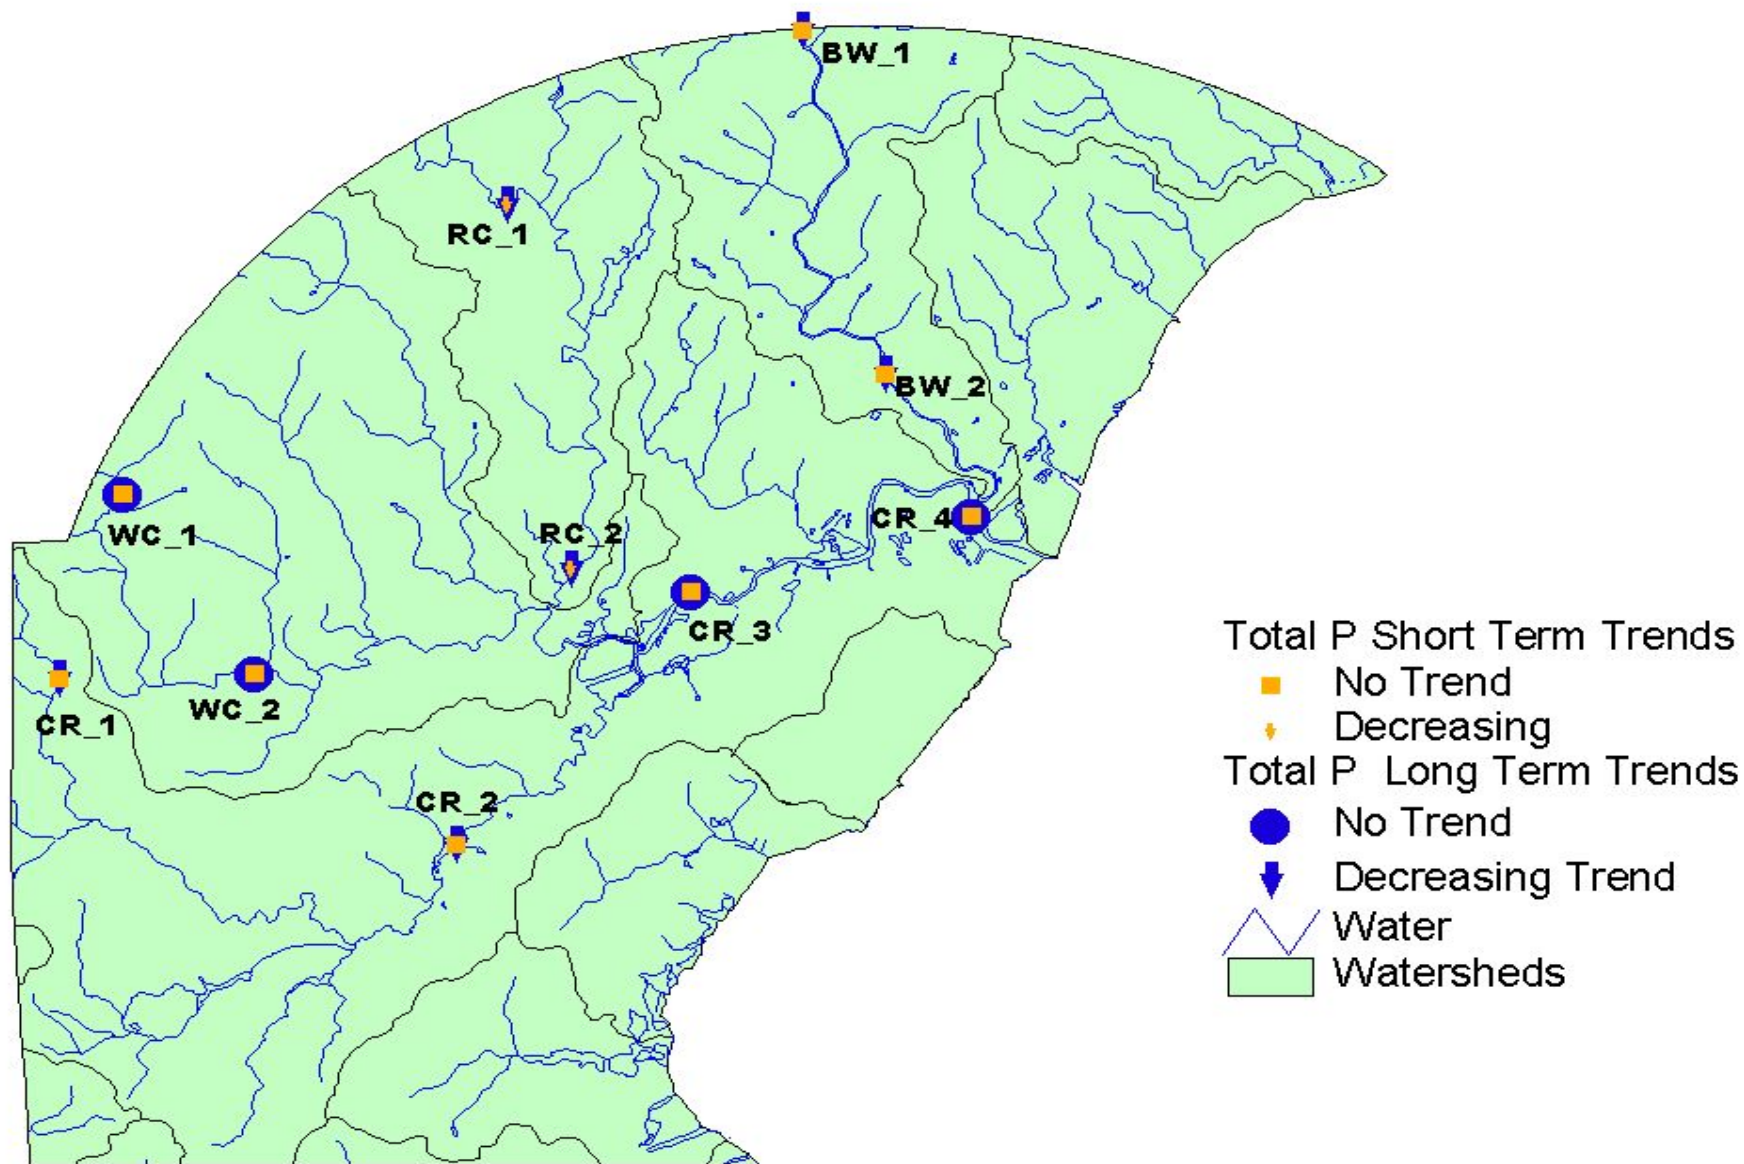 BW_1
RC_1
BW_2
WC_1
RC_2
CR_4
CR_3
CR_1
WC_2
CR_2
Total P Short Term Trends
No Trend
Decreasing
Total P Long Term Trends
No Trend
Decreasing Trend
Water
Watersheds